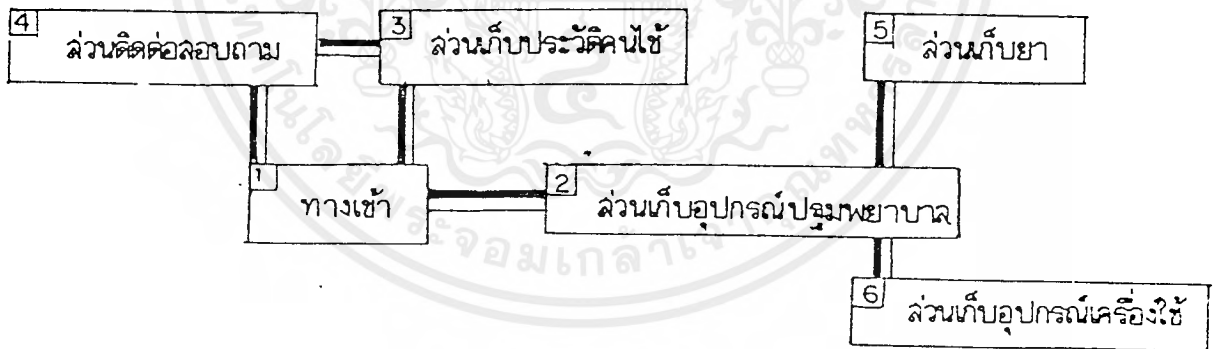 4 ส่วนติดต่อสอบถาม
3 ส่วนเก็บประวัติคนไข้
5 ส่วนเก็บยา
1 ทางเข้า
2 ส่วนเก็บอุปกรณ์ปฐมพยาบาล
6 ส่วนเก็บอุปกรณ์เครื่องใช้